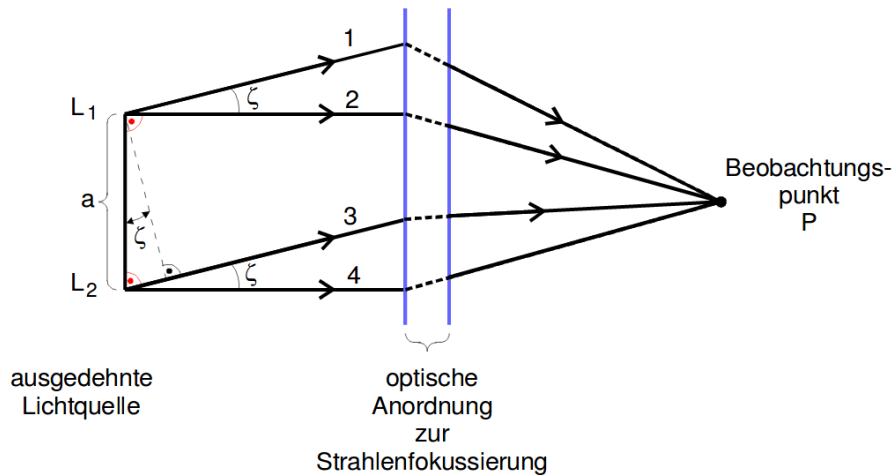 1
L1
ζ
2
a
ζ
3
L2
ζ
4
Beobachtungs-
punkt
P
ausgedehnte
Lichtquelle
optische
Anordnung
zur
Strahlenfokussierung